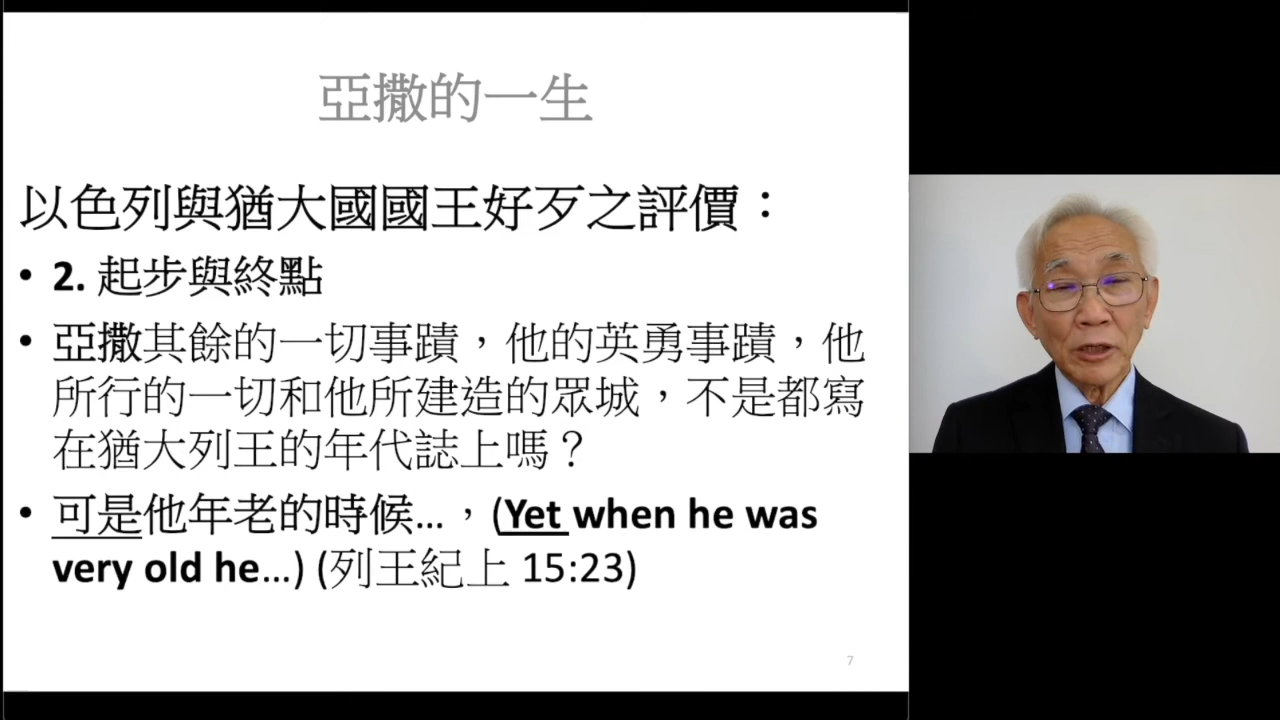 亞撒的一生
以色列與猶大國國王好歹之評價：
• 2. 起步與終點
• 亞撒其餘的一切事蹟，他的英勇事蹟，他
所行的一切和他所建造的眾城，不是都寫
在猶大列王的年代誌上嗎？
• 可是他年老的時候…，(Yet when he was
very old he…) (列王紀上 15:23)
7